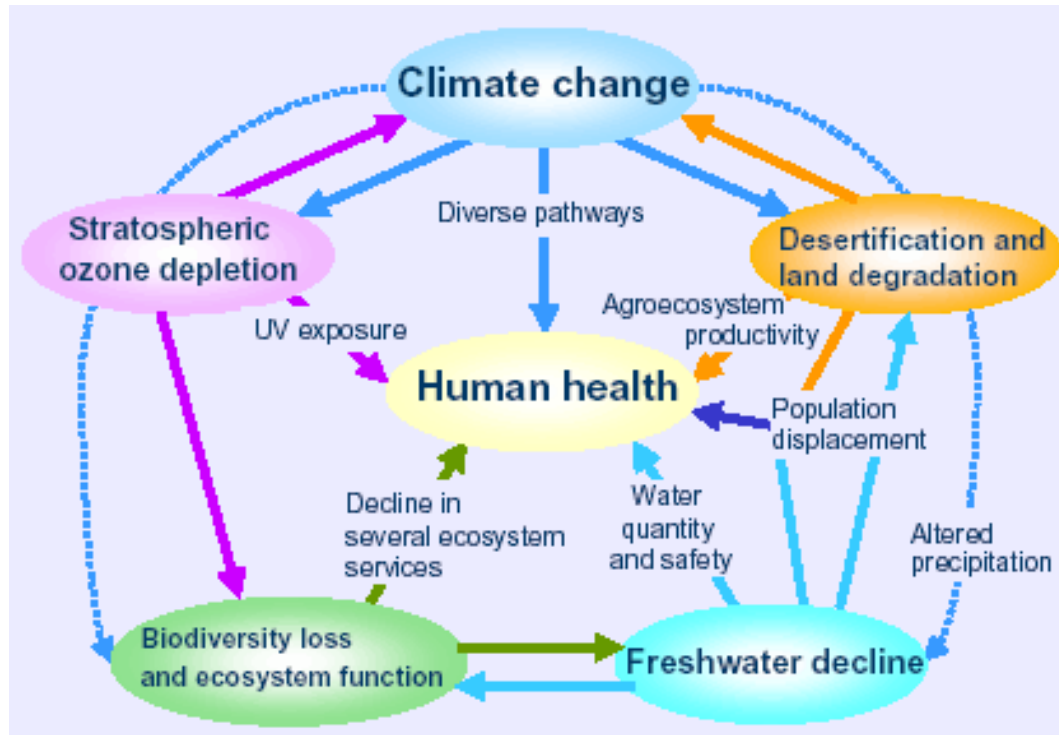 Climate change
Diverse pathways
Stratospheric
ozone depletion
Desertification and
land degradation
UV exposure
Agroecosystem
productivity
Human health
Population
displacement
Decline in
several ecosystem
services
Water
quantity
and safety
Altered
precipitation
Biodiversity loss
and ecosystem function
Freshwater decline